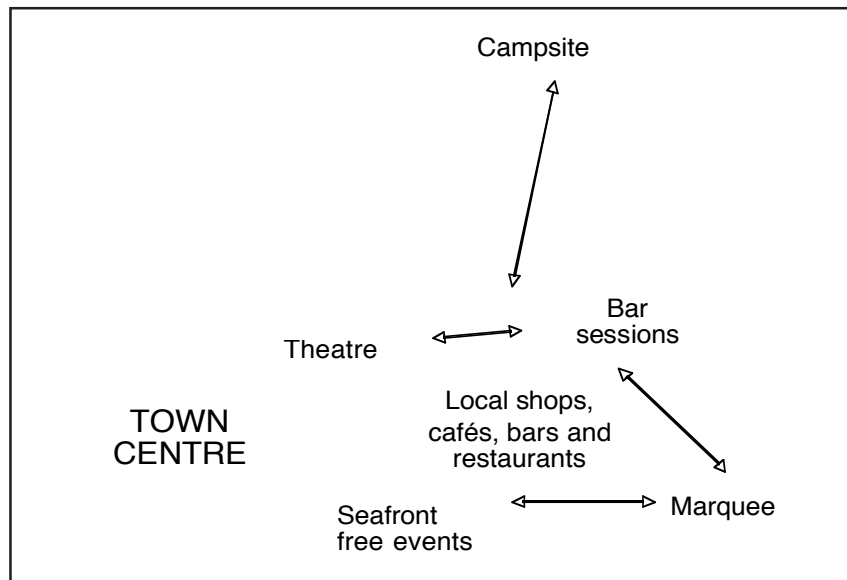 Campsite
Bar
sessions
Theatre
Local shops,
cafés, bars and
restaurants
TOWN
CENTRE
Marquee
Seafront
free events